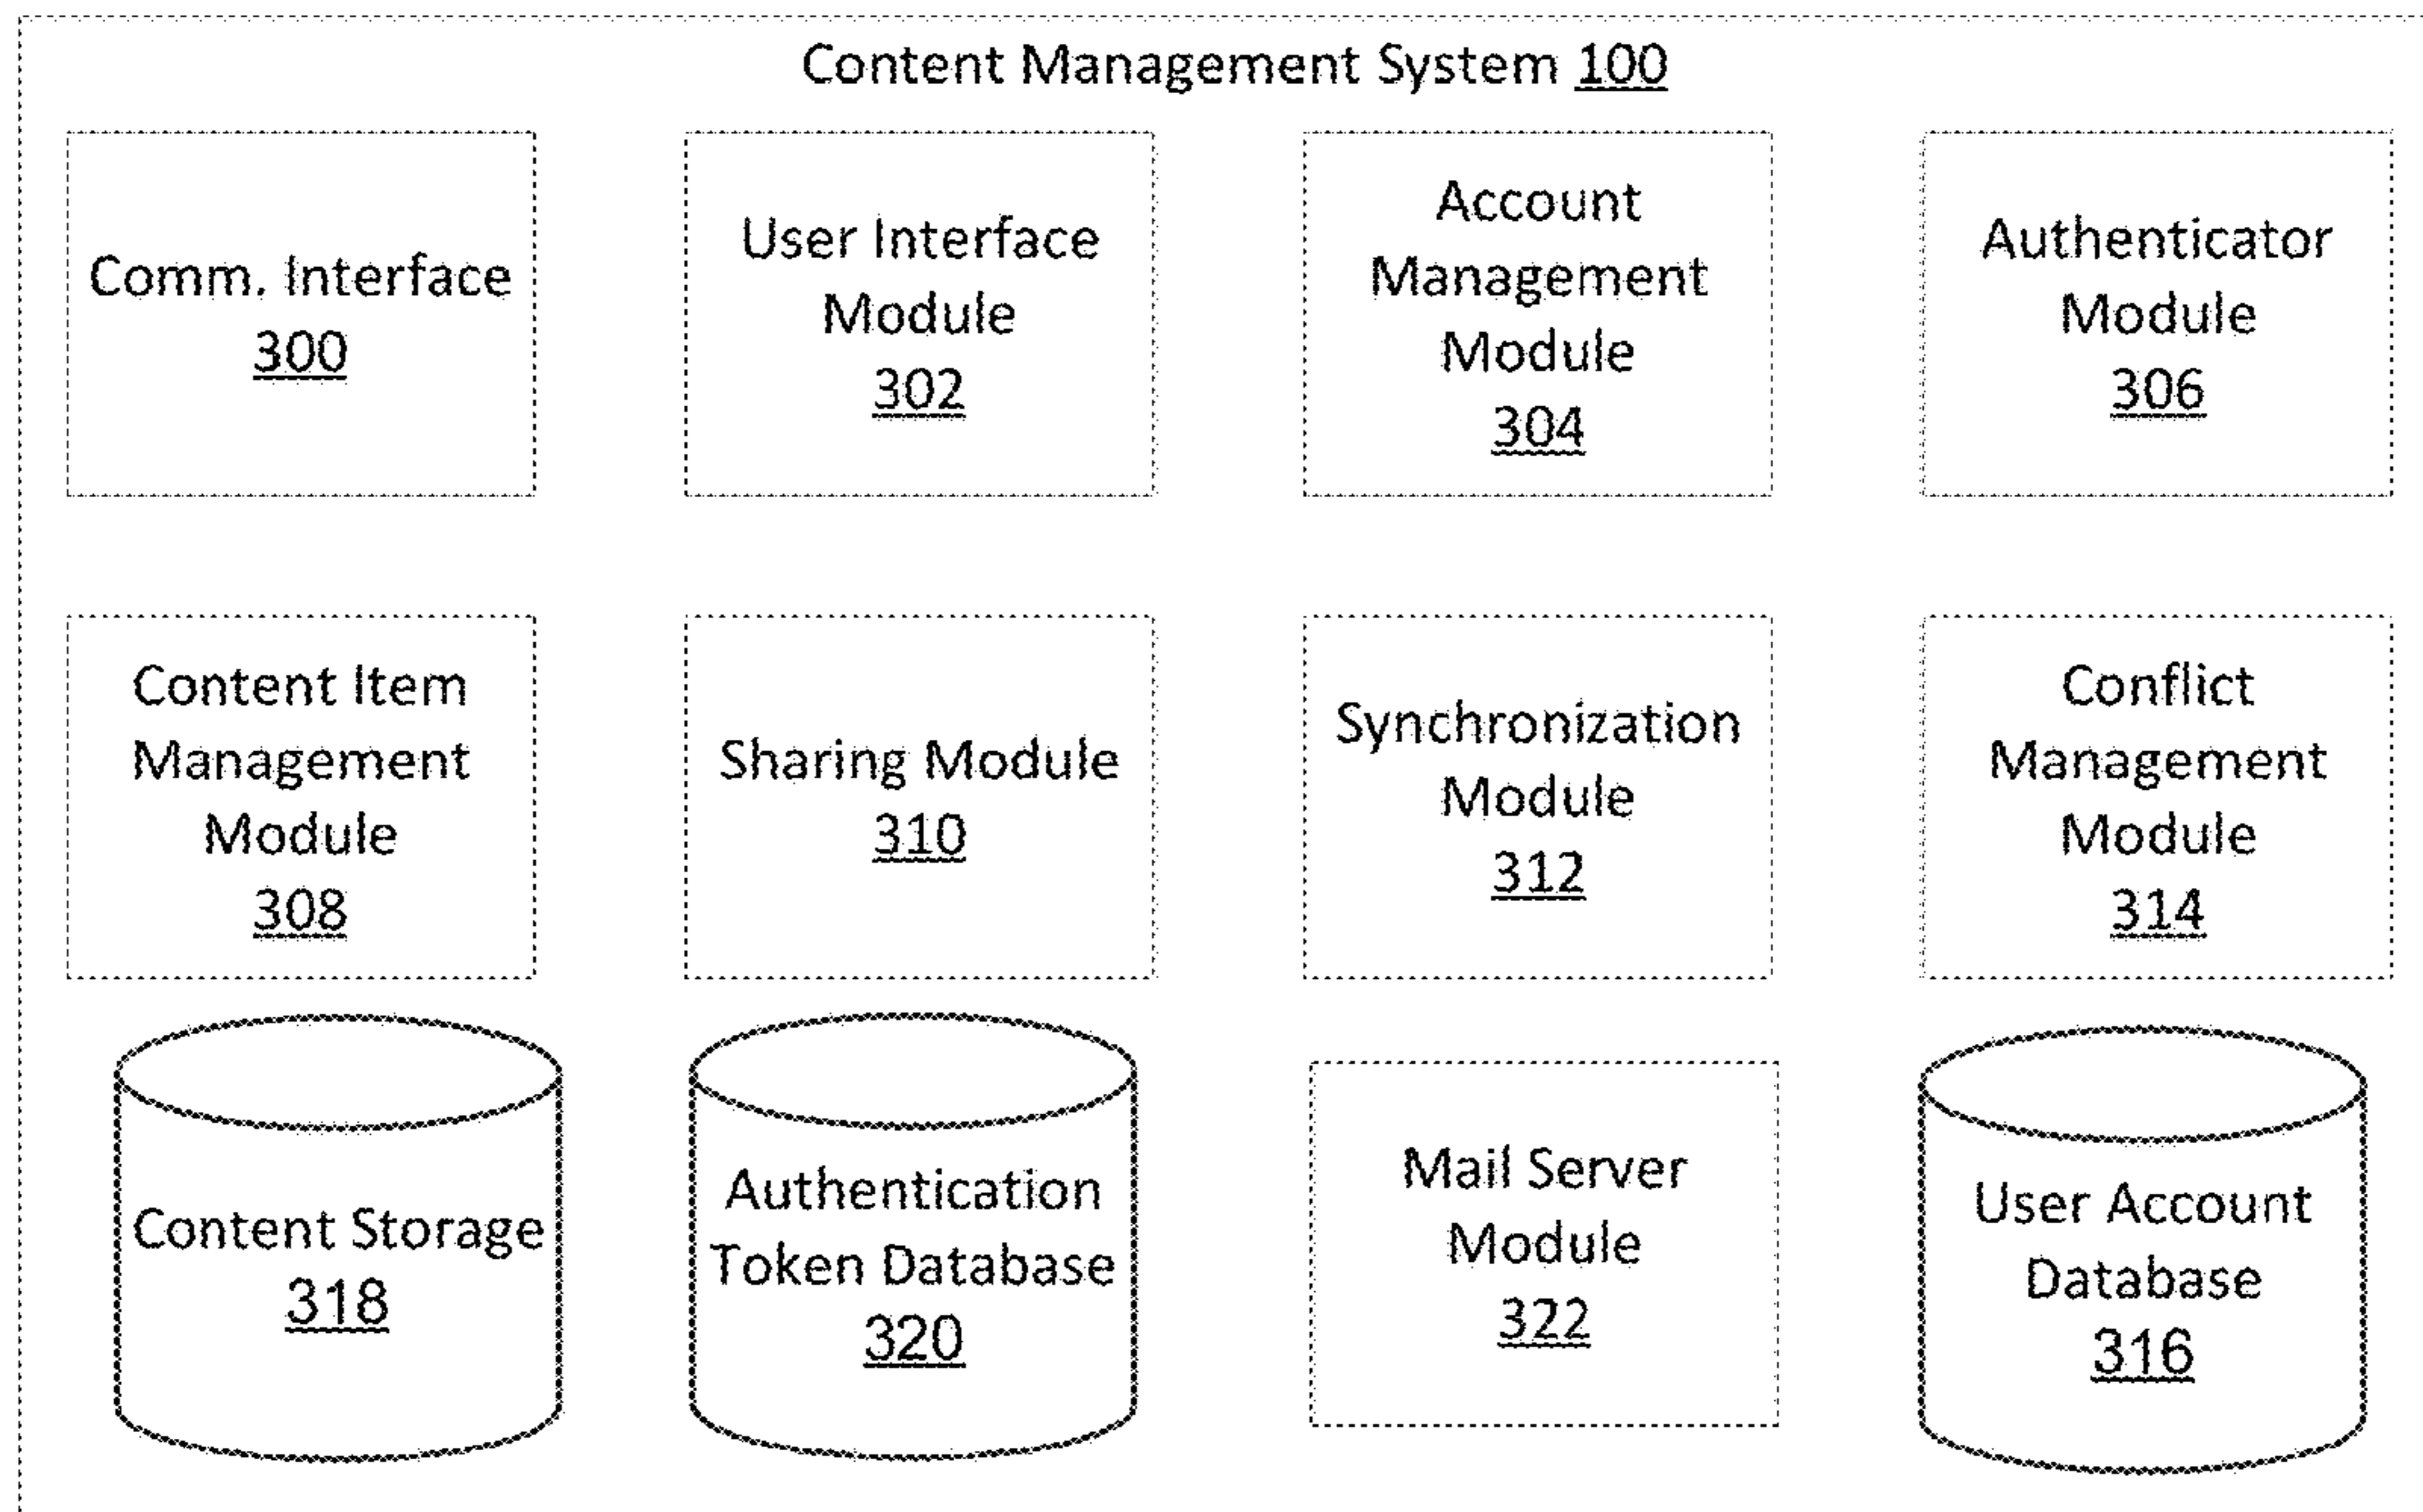 Content Management System 100
Comm. Interface
300
User Interface
Module
302
Account
Management
Module
304
Authenticator
Module
306
Content Item
Management
Module
308
Sharing Module
310
Synchronization
Module
312
Conflict
Management
Module
314
Content Storage
318
Authentication
Token Database
320
Mail Server
Module
322
User Account
Database
316